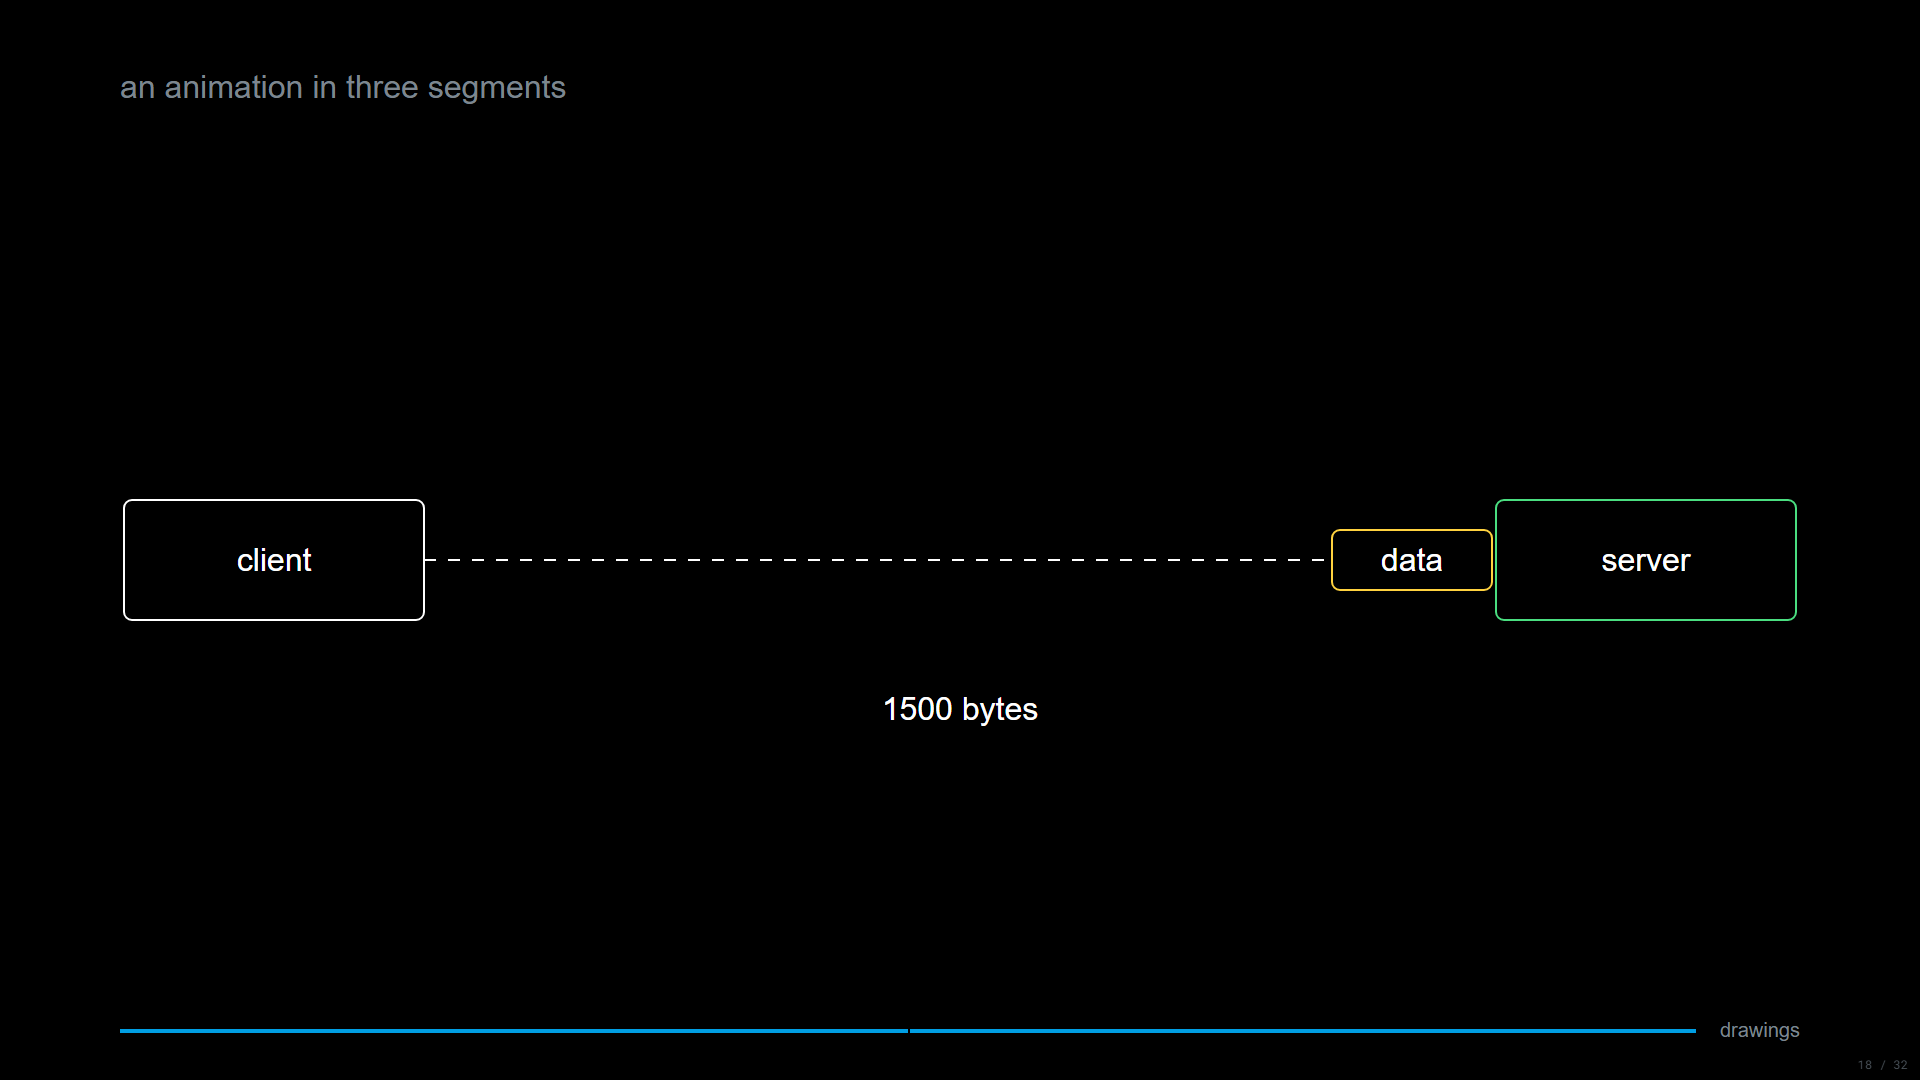 an animation in three segments
client
data
server
1500 bytes
drawings
18 / 32